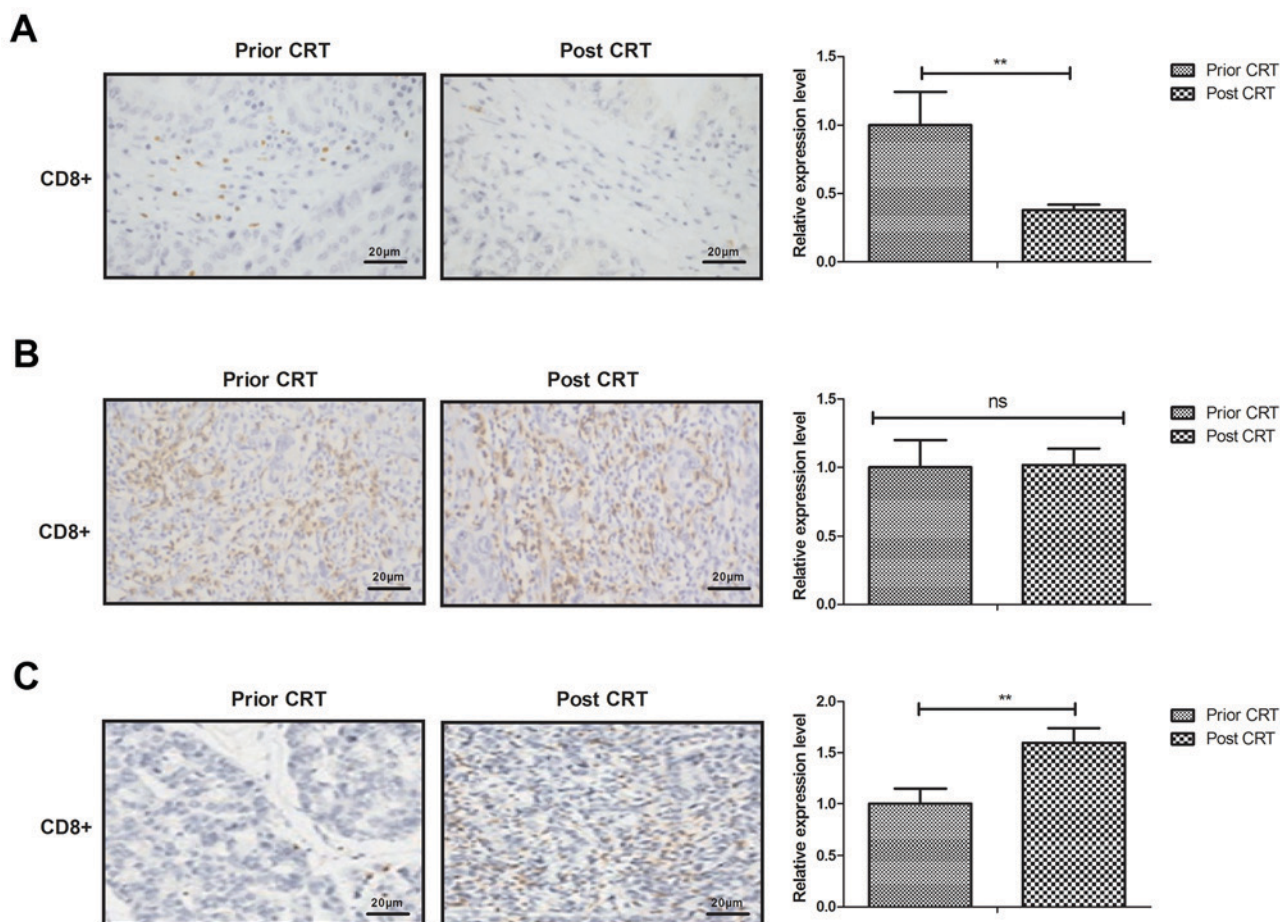 A
Prior CRT
Post CRT
CD8+
20μm
20μm
Relative expression level
1.5
1.0
0.5
0.0
**
Prior CRT
Post CRT
B
Prior CRT
Post CRT
CD8+
20μm
20μm
Relative expression level
1.5
1.0
0.5
0.0
ns
Prior CRT
Post CRT
C
Prior CRT
Post CRT
CD8+
20μm
20μm
Relative expression level
2.0
1.5
1.0
0.5
0.0
**
Prior CRT
Post CRT